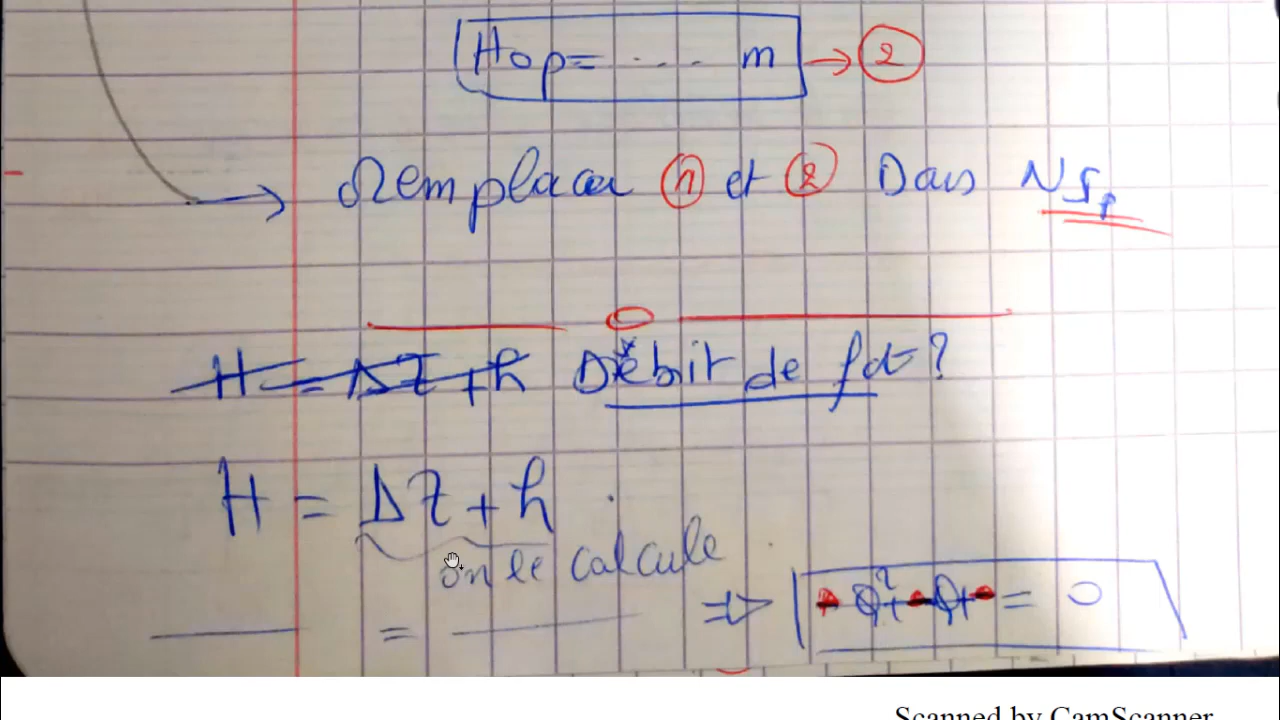 Hop= ... m → 2
Remplacer 1 et 2 Dans NSp
H = ΔZ + h Débit de fct ?
H = ΔZ + h
on le calcule
= ⇒ Q² + Q + = 0
Scanned by CamScanner